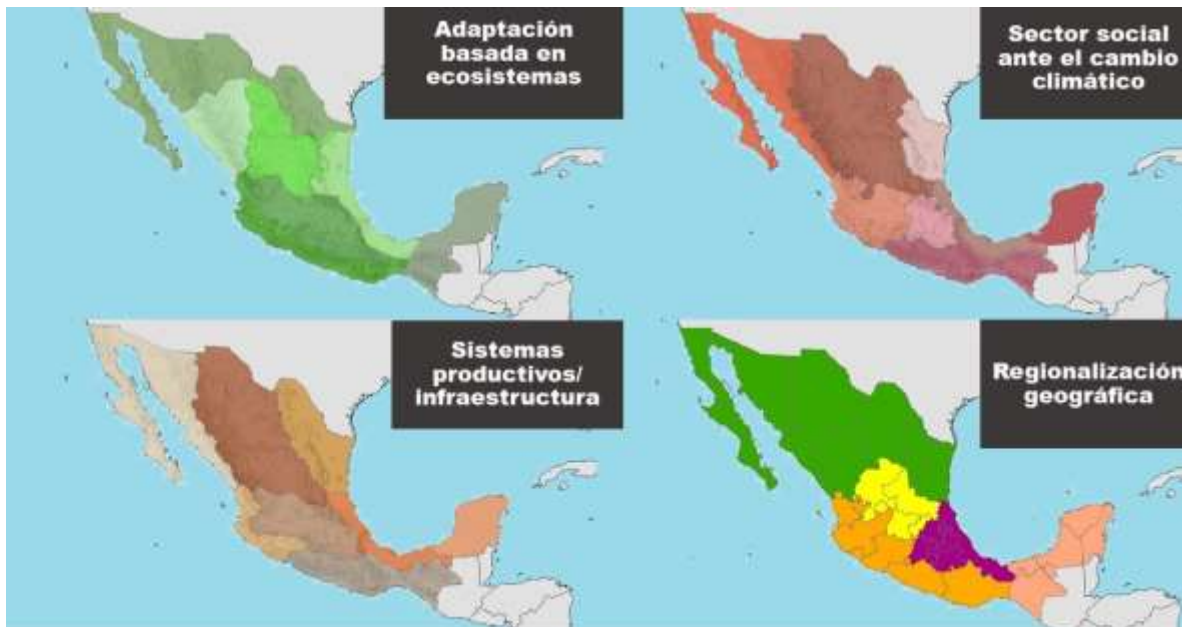 Adaptación
basada en
ecosistemas
Sector social
ante el cambio
climático
Sistemas
productivos/
infraestructura
Regionalización
geográfica